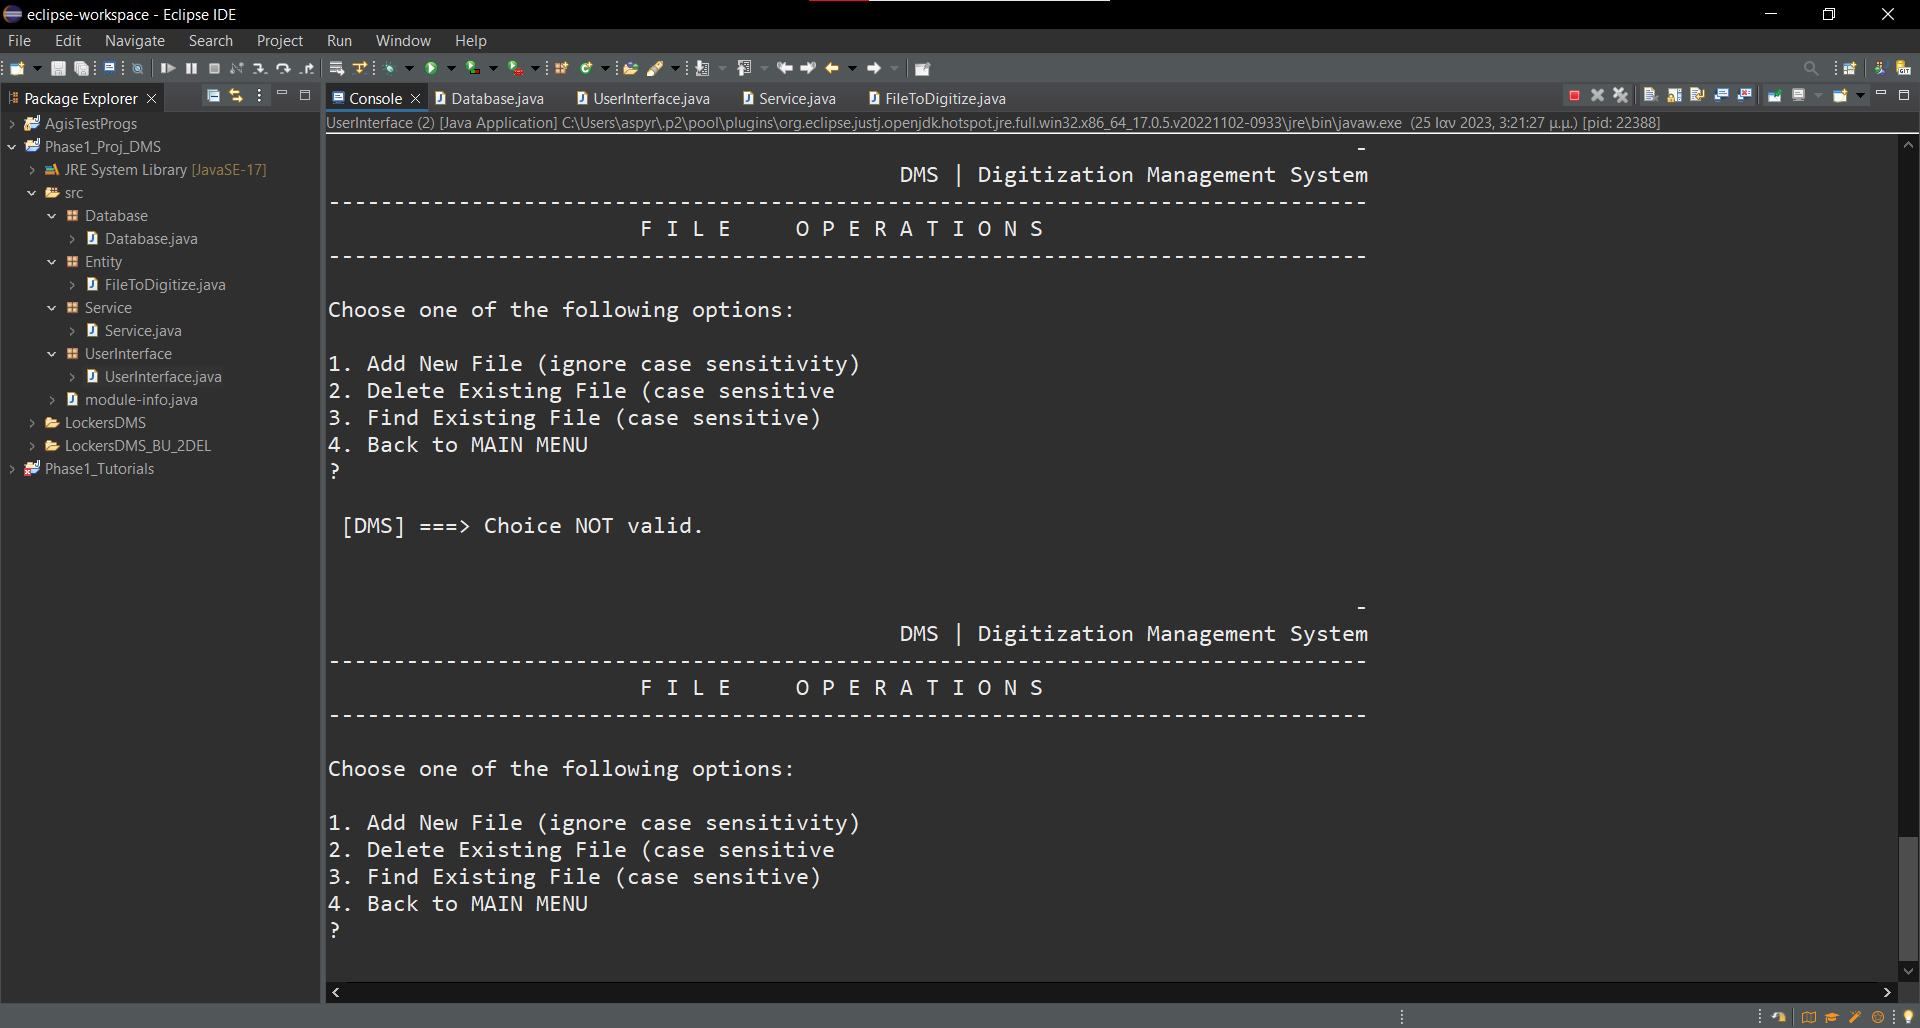 eclipse-workspace - Eclipse IDE
File Edit Navigate Search Project Run Window Help
Package Explorer
AgisTestProgs
Phase1_Proj_DMS
JRE System Library [JavaSE-17]
src
Database
Database.java
Entity
FileToDigitize.java
Service
Service.java
UserInterface
UserInterface.java
module-info.java
LockersDMS
LockersDMS_BU_2DEL
Phase1_Tutorials
Console Database.java UserInterface.java Service.java FileToDigitize.java
UserInterface (2) [Java Application] C:\Users\aspyr\.p2\pool\plugins\org.eclipse.justj.openjdk.hotspot.jre.full.win32.x86_64_17.0.5.v20221102-0933\jre\bin\javaw.exe (25 Ιαν 2023, 3:21:27 μ.μ.) [pid: 22388]
-
DMS | Digitization Management System
--------------------------------------------------------------------------------
F I L E    O P E R A T I O N S
--------------------------------------------------------------------------------
Choose one of the following options:
1. Add New File (ignore case sensitivity)
2. Delete Existing File (case sensitive
3. Find Existing File (case sensitive)
4. Back to MAIN MENU
?
[DMS] ===> Choice NOT valid.
-
DMS | Digitization Management System
--------------------------------------------------------------------------------
F I L E    O P E R A T I O N S
--------------------------------------------------------------------------------
Choose one of the following options:
1. Add New File (ignore case sensitivity)
2. Delete Existing File (case sensitive
3. Find Existing File (case sensitive)
4. Back to MAIN MENU
?